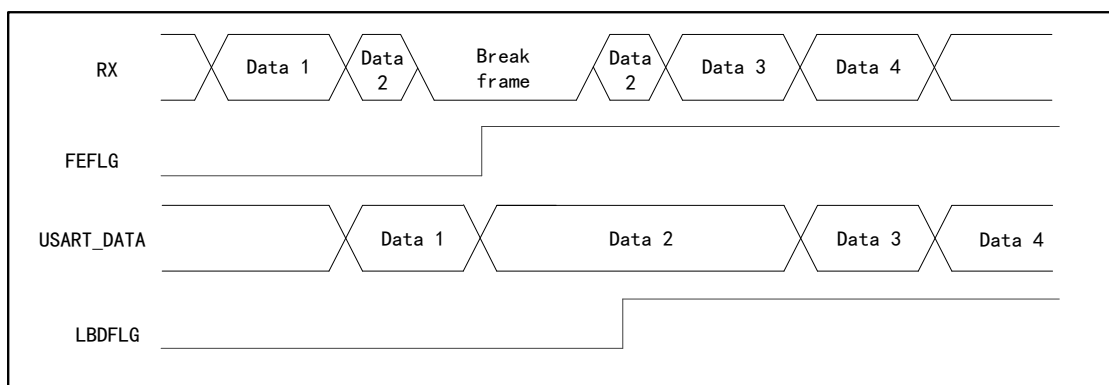 RX
Data 1
Data
2
Break
frame
Data
2
Data 3
Data 4
FEFLG
USART_DATA
Data 1
Data 2
Data 3
Data 4
LBDFLG